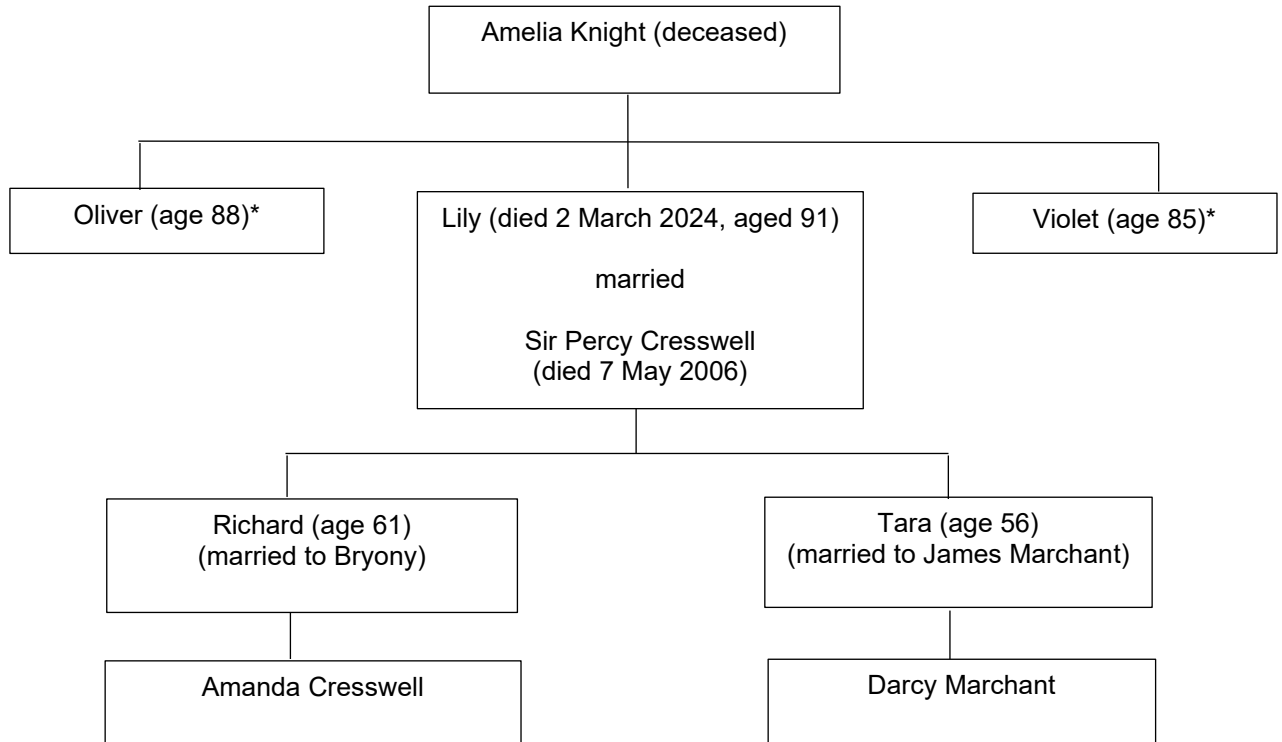 Amelia Knight (deceased)
Oliver (age 88)*
Lily (died 2 March 2024, aged 91)
married
Sir Percy Cresswell
(died 7 May 2006)
Violet (age 85)*
Richard (age 61)
(married to Bryony)
Tara (age 56)
(married to James Marchant)
Amanda Cresswell
Darcy Marchant